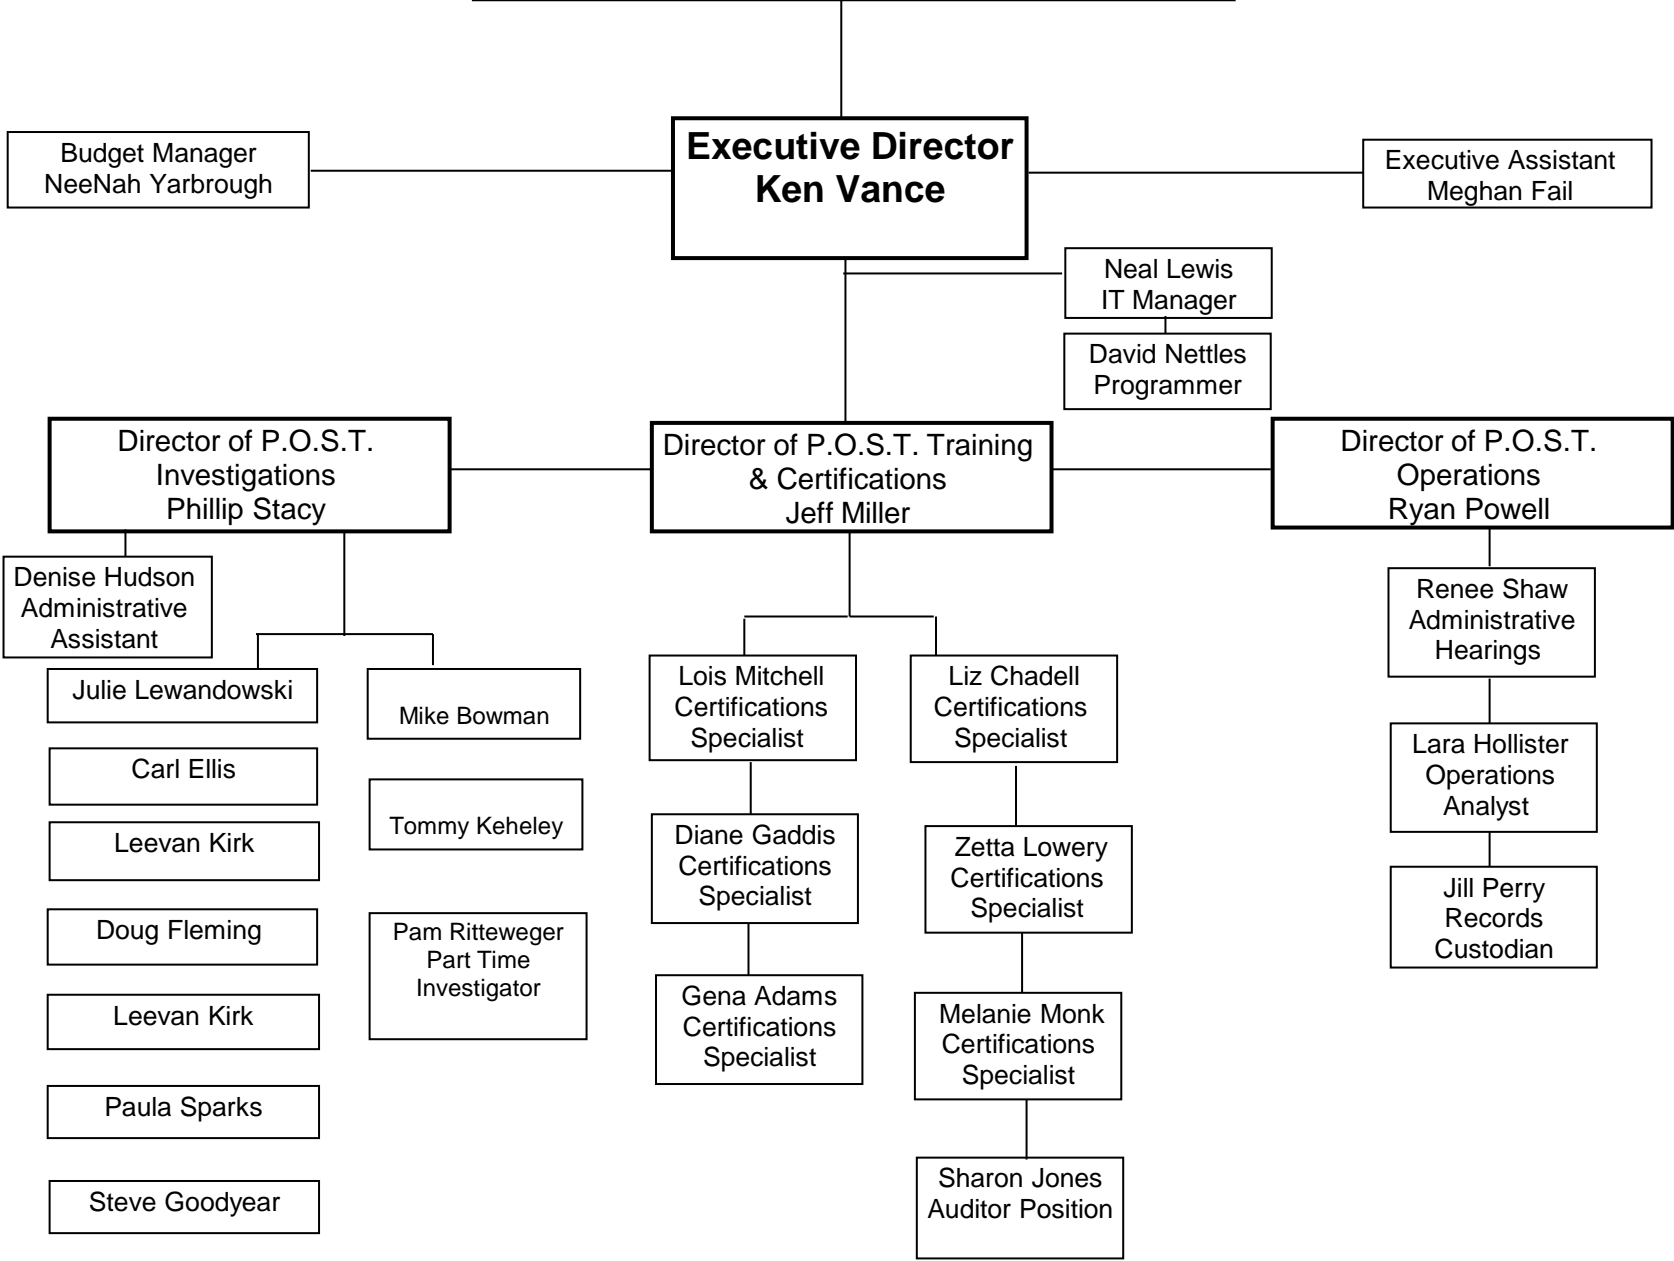 Budget Manager
NeeNah Yarbrough
Executive Director
Ken Vance
Executive Assistant
Meghan Fail
Neal Lewis
IT Manager
David Nettles
Programmer
Director of P.O.S.T.
Investigations
Phillip Stacy
Director of P.O.S.T. Training
& Certifications
Jeff Miller
Director of P.O.S.T.
Operations
Ryan Powell
Denise Hudson
Administrative
Assistant
Julie Lewandowski
Carl Ellis
Leevan Kirk
Doug Fleming
Leevan Kirk
Paula Sparks
Steve Goodyear
Mike Bowman
Tommy Keheley
Pam Ritteweger
Part Time
Investigator
Lois Mitchell
Certifications
Specialist
Diane Gaddis
Certifications
Specialist
Gena Adams
Certifications
Specialist
Liz Chadell
Certifications
Specialist
Zetta Lowery
Certifications
Specialist
Melanie Monk
Certifications
Specialist
Sharon Jones
Auditor Position
Renee Shaw
Administrative
Hearings
Lara Hollister
Operations
Analyst
Jill Perry
Records
Custodian